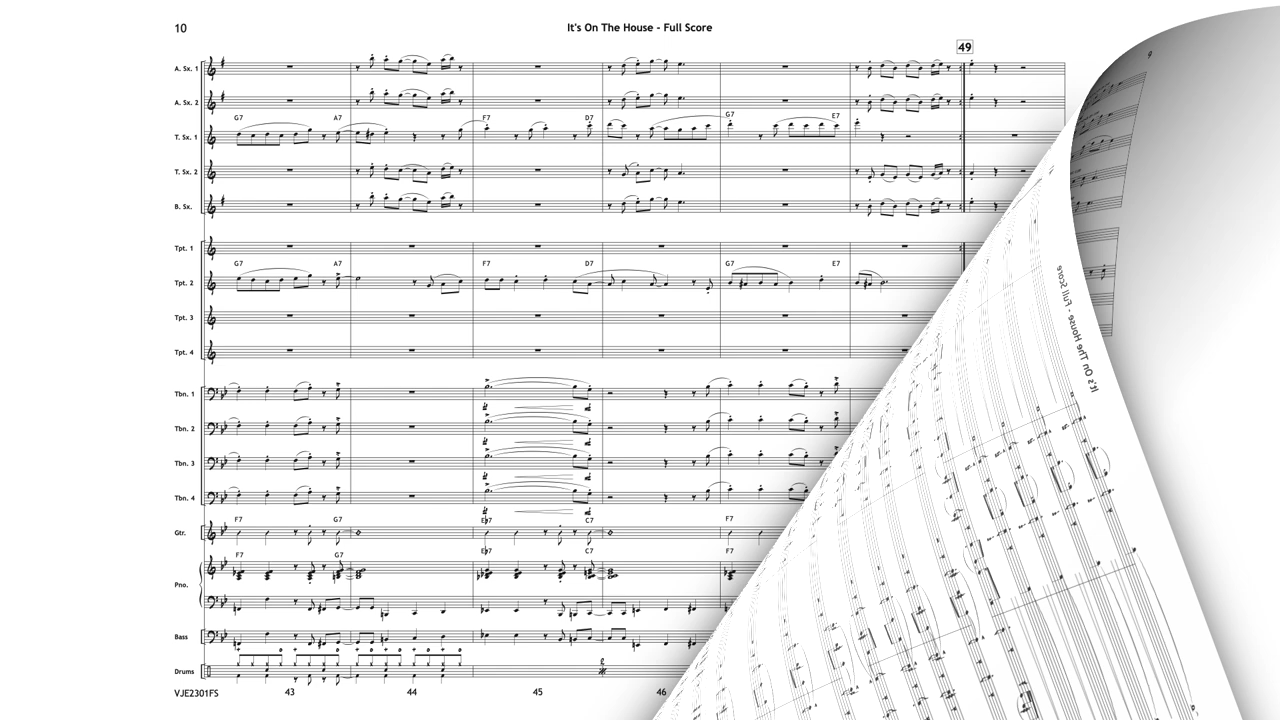 10
It's On The House - Full Score
49
A. Sx. 1
A. Sx. 2
G7 A7 F7 D7 G7 E7
T. Sx. 1
T. Sx. 2
B. Sx.
Tpt. 1
G7 A7 F7 D7 G7 E7
Tpt. 2
Tpt. 3
Tpt. 4
Tbn. 1
Tbn. 2
Tbn. 3
Tbn. 4
F7 G7 E♭7 C7 F7
Gtr.
F7 G7 E♭7 C7 F7
Pno.
Bass
Drums
VJE2301FS 43 44 45 46
9
It's On The House - Full Score